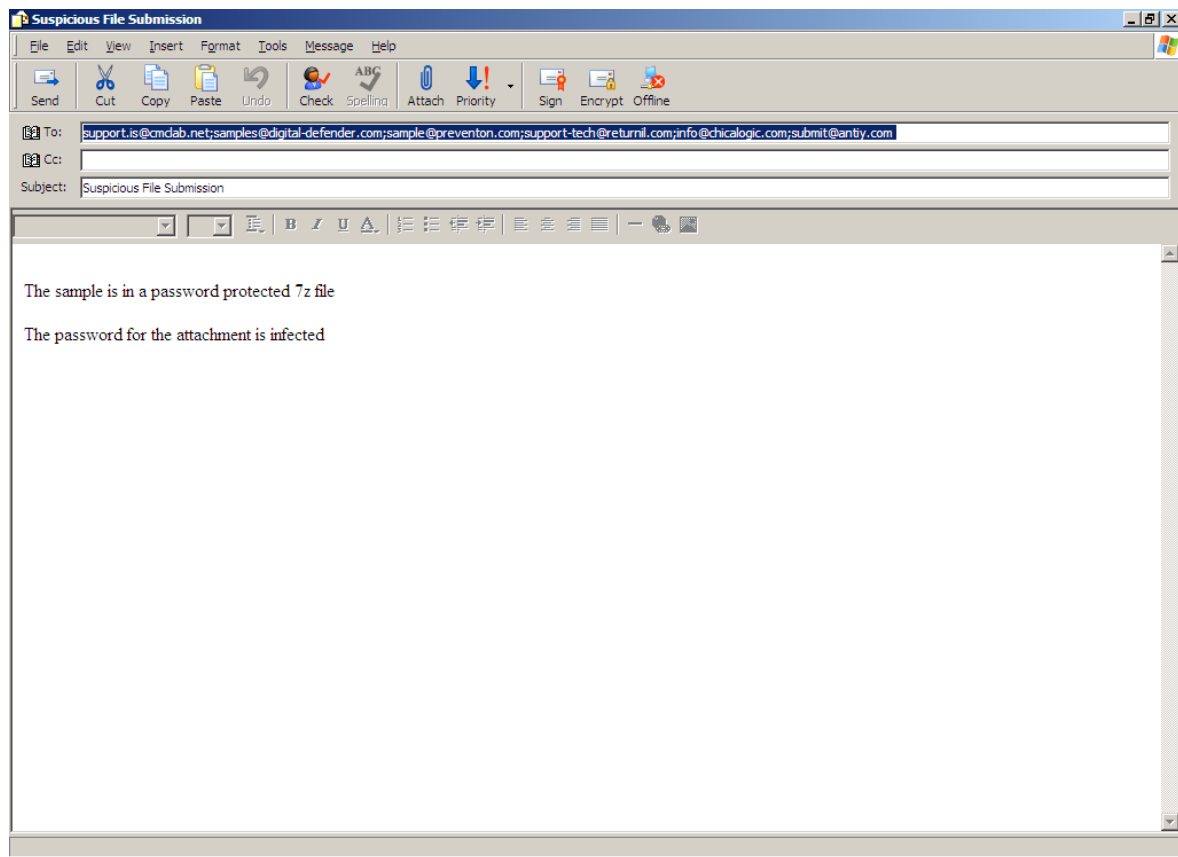 Suspicious File Submission
File Edit View Insert Format Tools Message Help
Send Cut Copy Paste Undo Check ABC Spelling Attach Priority Sign Encrypt Offline
To: support.is@cmclab.net;samples@digital-defender.com;sample@preventon.com;support-tech@returnil.com;info@chicalogic.com;submit@antiy.com
Cc:
Subject: Suspicious File Submission
B I U A
The sample is in a password protected 7z file
The password for the attachment is infected